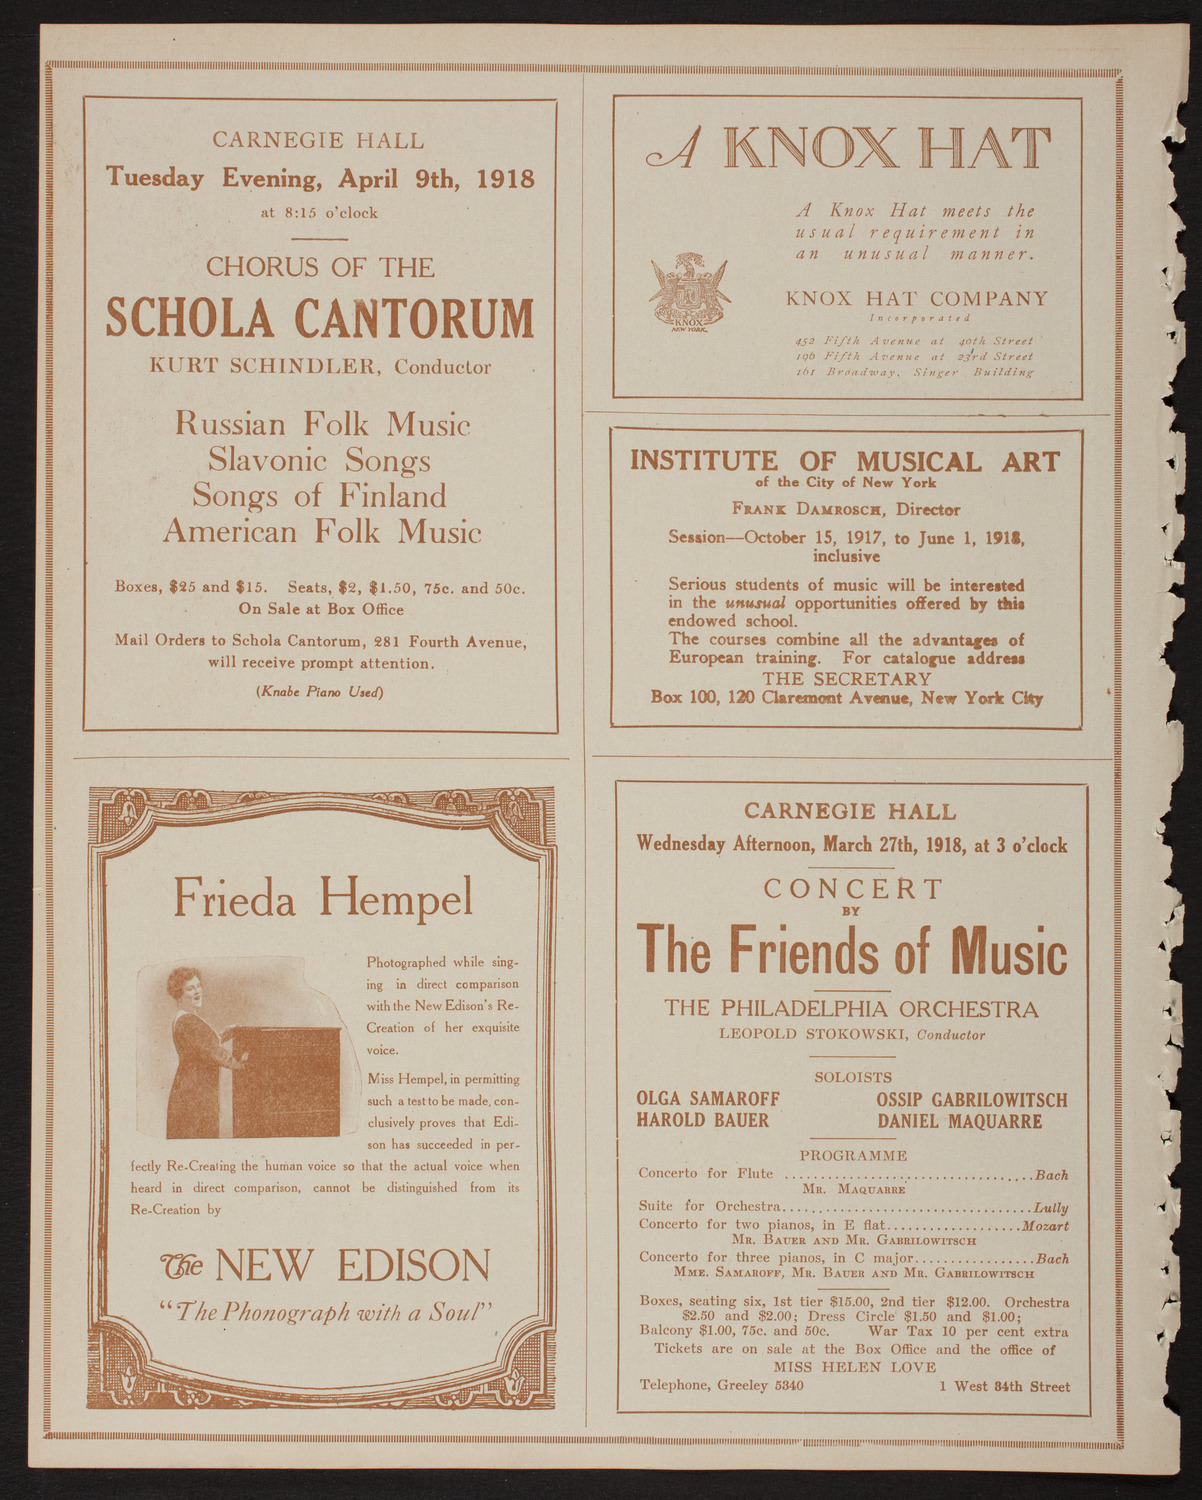 CARNEGIE HALL
Tuesday Evening, April 9th, 1918
at 8:15 o'clock
CHORUS OF THE
SCHOLA CANTORUM
KURT SCHINDLER, Conductor
Russian Folk Music
Slavonic Songs
Songs of Finland
American Folk Music
Boxes, $25 and $15. Seats, $2, $1.50, 75c. and 50c.
On Sale at Box Office
Mail Orders to Schola Cantorum, 281 Fourth Avenue,
will receive prompt attention.
(Knabe Piano Used)
A KNOX HAT
A Knox Hat meets the
usual requirement in
an unusual manner.
KNOX
NEW YORK.
KNOX HAT COMPANY
Incorporated
452 Fifth Avenue at 40th Street
196 Fifth Avenue at 23rd Street
161 Broadway, Singer Building
INSTITUTE OF MUSICAL ART
of the City of New York
FRANK DAMROSCH, Director
Session—October 15, 1917, to June 1, 1918,
inclusive
Serious students of music will be interested
in the unusual opportunities offered by this
endowed school.
The courses combine all the advantages of
European training. For catalogue address
THE SECRETARY
Box 100, 120 Claremont Avenue, New York City
Frieda Hempel
Photographed while sing-
ing in direct comparison
with the New Edison's Re-
Creation of her exquisite
voice.
Miss Hempel, in permitting
such a test to be made, con-
clusively proves that Edi-
son has succeeded in per-
fectly Re-Creating the human voice so that the actual voice when
heard in direct comparison, cannot be distinguished from its
Re-Creation by
The NEW EDISON
"The Phonograph with a Soul"
CARNEGIE HALL
Wednesday Afternoon, March 27th, 1918, at 3 o'clock
CONCERT
BY
The Friends of Music
THE PHILADELPHIA ORCHESTRA
LEOPOLD STOKOWSKI, Conductor
SOLOISTS
OLGA SAMAROFF OSSIP GABRILOWITSCH
HAROLD BAUER DANIEL MAQUARRE
PROGRAMME
Concerto for Flute ..................................Bach
MR. MAQUARRE
Suite for Orchestra..................................Lully
Concerto for two pianos, in E flat...................Mozart
MR. BAUER AND MR. GABRILOWITSCH
Concerto for three pianos, in C major.................Bach
MME. SAMAROFF, MR. BAUER AND MR. GABRILOWITSCH
Boxes, seating six, 1st tier $15.00, 2nd tier $12.00. Orchestra
$2.50 and $2.00; Dress Circle $1.50 and $1.00;
Balcony $1.00, 75c. and 50c. War Tax 10 per cent extra
Tickets are on sale at the Box Office and the office of
MISS HELEN LOVE
Telephone, Greeley 5340 1 West 34th Street